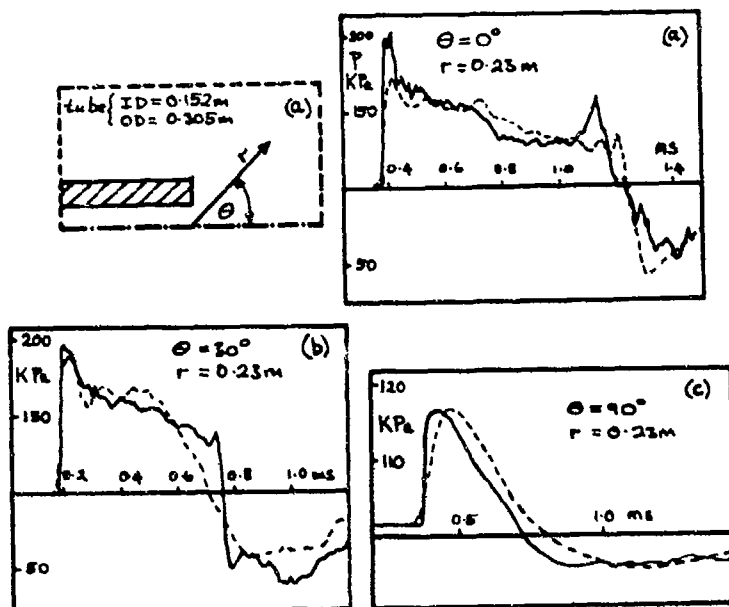 tube { ID=0.152m
OD=0.305m
(a)
r
θ
200
P
KPa
θ=0°
r=0.23m
(a)
150
0.4 0.6 0.8 1.0 MS
1.4
50
200
KPa
θ=30°
r=0.23m
(b)
150
0.2 0.4 0.6 0.8 1.0 ms
50
120
KPa
θ=90°
r=0.23m
(c)
110
0.5 1.0 ms